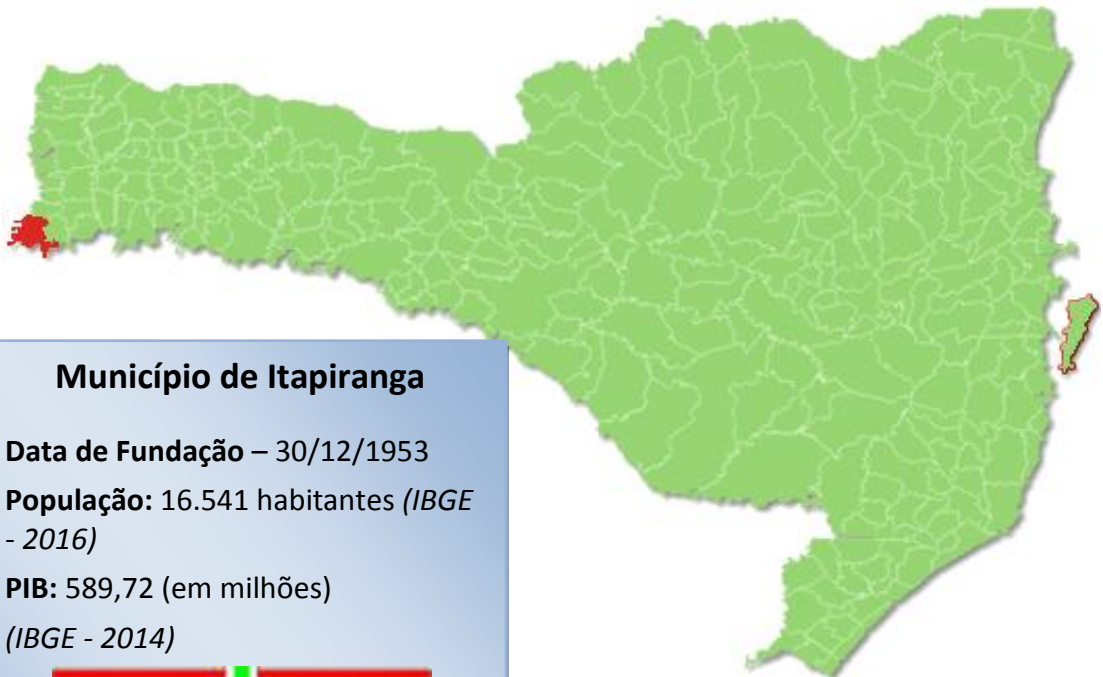 Município de Itapiranga
Data de Fundação – 30/12/1953
População: 16.541 habitantes (IBGE
- 2016)
PIB: 589,72 (em milhões)
(IBGE - 2014)